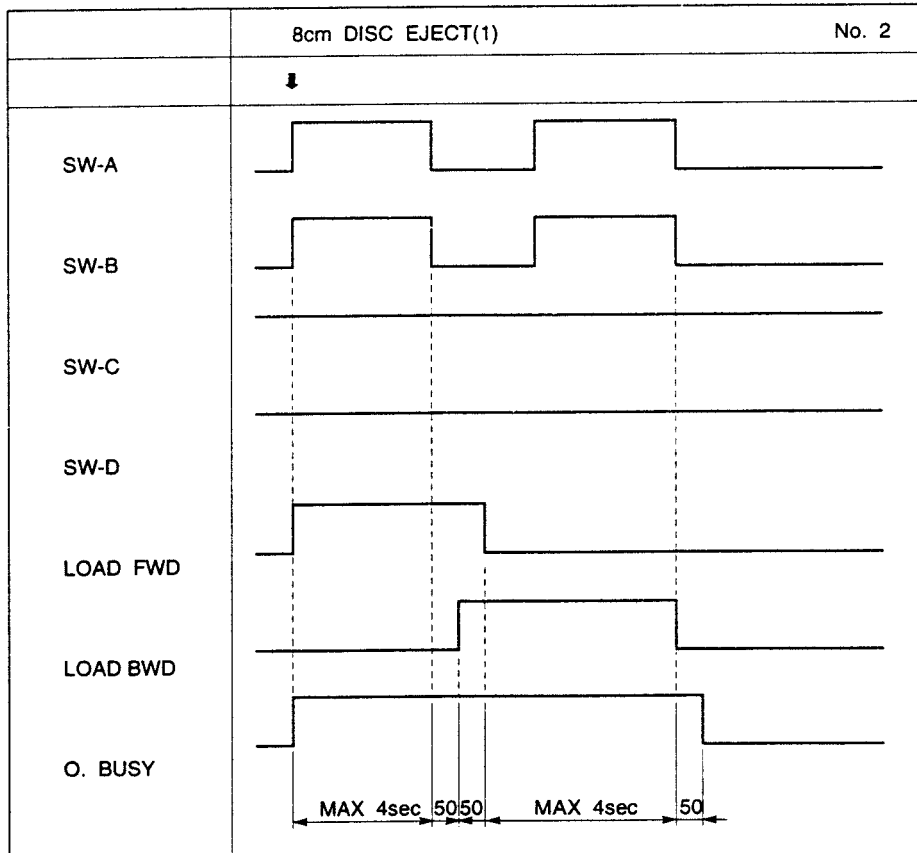 8cm DISC EJECT(1) No. 2
SW-A
SW-B
SW-C
SW-D
LOAD FWD
LOAD BWD
O. BUSY
MAX 4sec 50 50 MAX 4sec 50